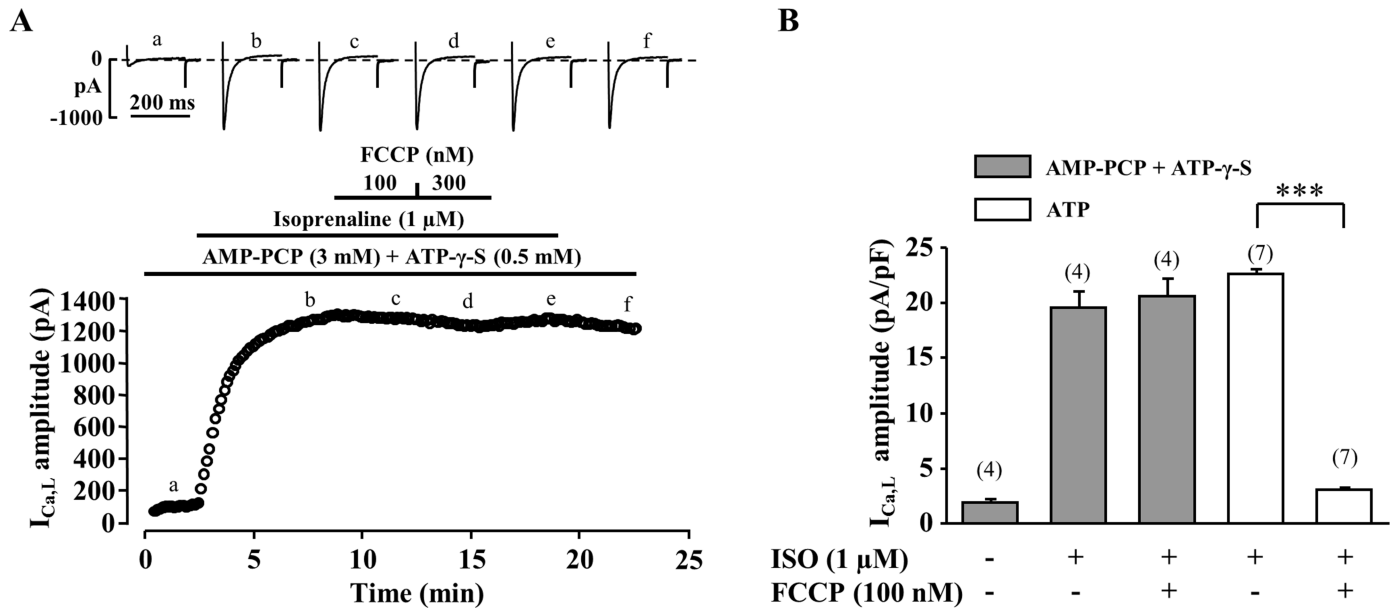 A
a b c d e f
0
pA
-1000
200 ms
FCCP (nM)
100 300
Isoprenaline (1 μM)
AMP-PCP (3 mM) + ATP-γ-S (0.5 mM)
I_Ca,L amplitude (pA)
1400
1200
1000
800
600
400
200
0
a b c d e f
0 5 10 15 20 25
Time (min)
B
AMP-PCP + ATP-γ-S
ATP
***
I_Ca,L amplitude (pA/pF)
25
20
15
10
5
0
(4) (4) (4) (7) (7)
ISO (1 μM) - + + + +
FCCP (100 nM) - - + - +